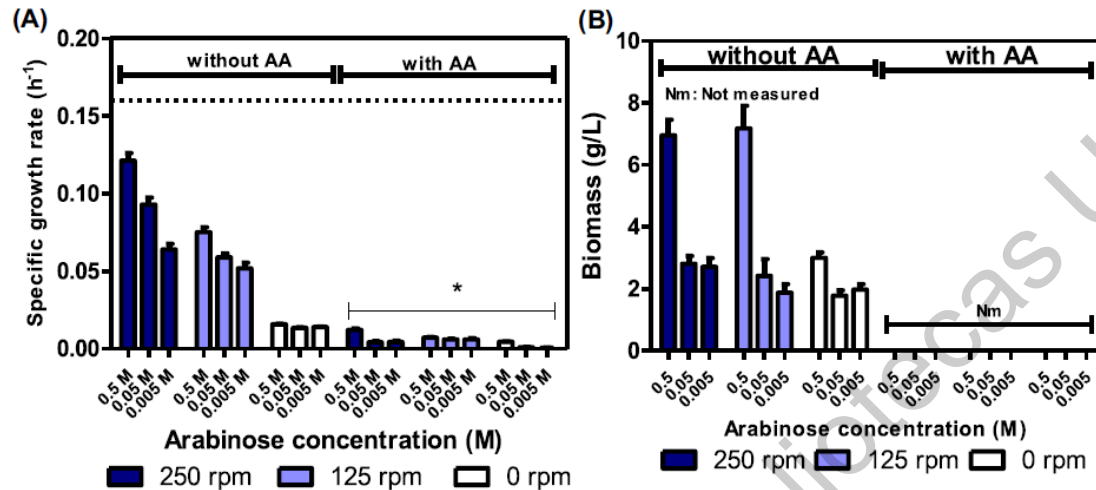 (A)
Specific growth rate (h⁻¹)
0.20
0.15
0.10
0.05
0.00
without AA
with AA
*
0.5 M
0.05 M
0.005 M
0.5 M
0.05 M
0.005 M
0.5 M
0.05 M
0.005 M
0.5 M
0.05 M
0.005 M
0.5 M
0.05 M
0.005 M
0.5 M
0.05 M
0.005 M
Arabinose concentration (M)
250 rpm
125 rpm
0 rpm
(B)
Biomass (g/L)
10
8
6
4
2
0
without AA
with AA
Nm: Not measured
Nm
0.5
0.05
0.005
0.5
0.05
0.005
0.5
0.05
0.005
0.5
0.05
0.005
0.5
0.05
0.005
0.5
0.05
0.005
Arabinose concentration (M)
250 rpm
125 rpm
0 rpm